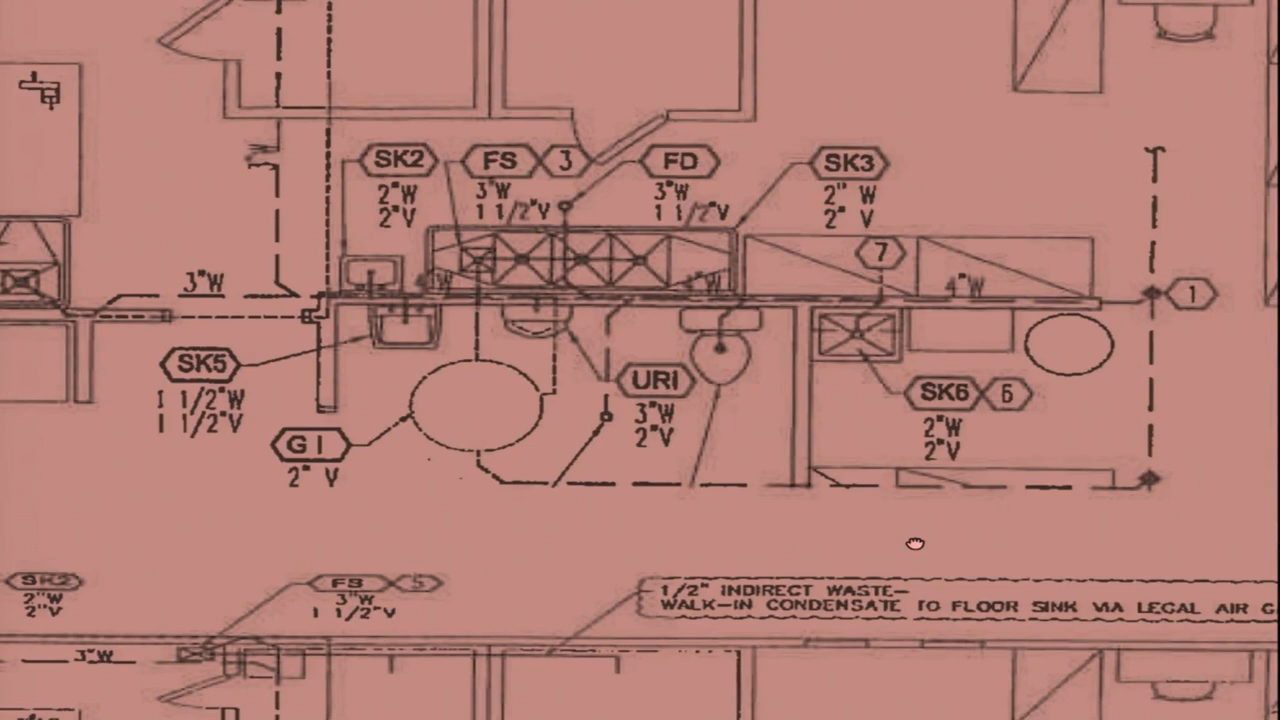 SK2
2"W
2"V
FS 3
3"W
1 1/2"V
FD
3"W
1 1/2"V
SK3
2" W
2" V
7
3"W
4"W
4"W
4"W
1
SK5
1 1/2"W
1 1/2"V
URI
3"W
2"V
SK6 6
2"W
2"V
G I
2" V
SK2
2"W
2"V
FS 5
3"W
1 1/2"V
1/2" INDIRECT WASTE-
WALK-IN CONDENSATE TO FLOOR SINK VIA LEGAL AIR G
3"W